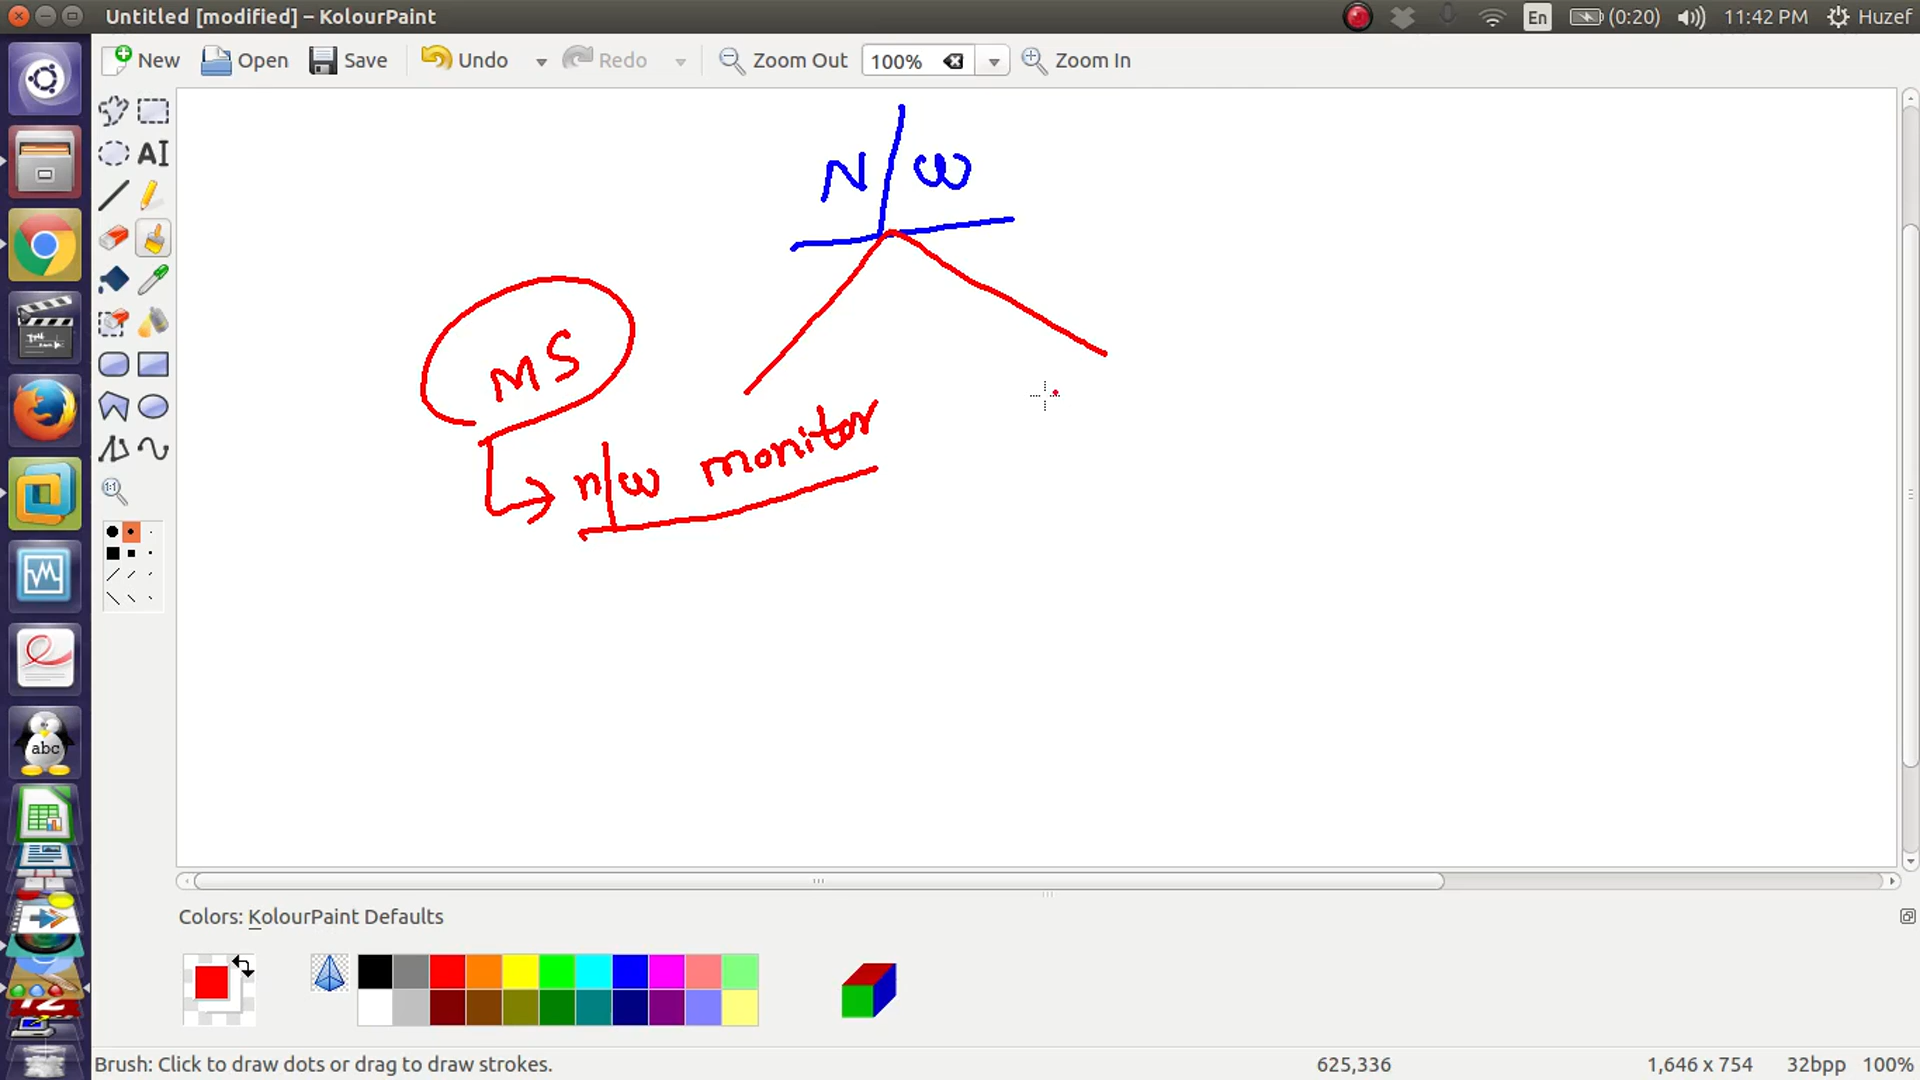 Untitled [modified] – KolourPaint
En
(0:20)
11:42 PM
Huzef
New
Open
Save
Undo
Redo
Zoom Out
100%
Zoom In
N/W
MS
n/w monitor
abc
Colors: KolourPaint Defaults
Brush: Click to draw dots or drag to draw strokes.
625,336
1,646 x 754
32bpp
100%